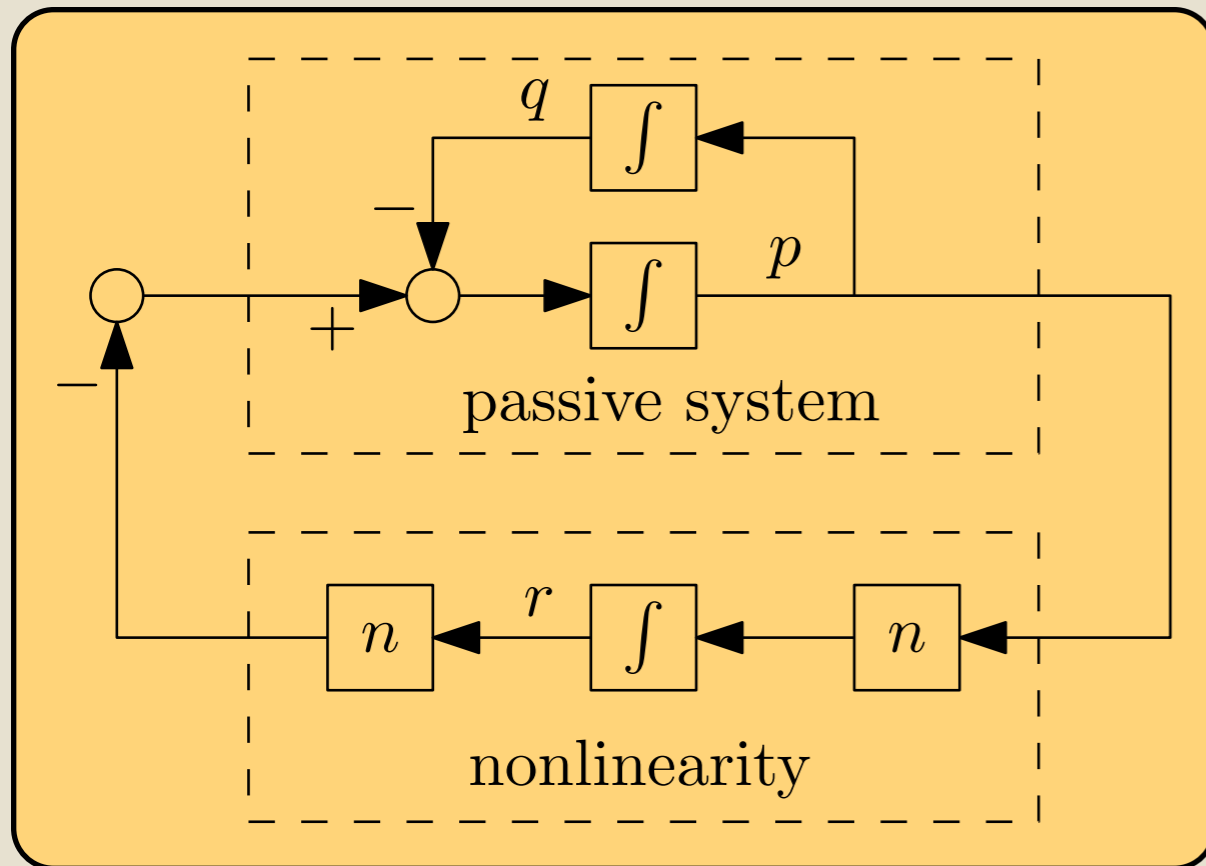 q
∫
−
p
∫
+
passive system
−
n
r
∫
n
nonlinearity